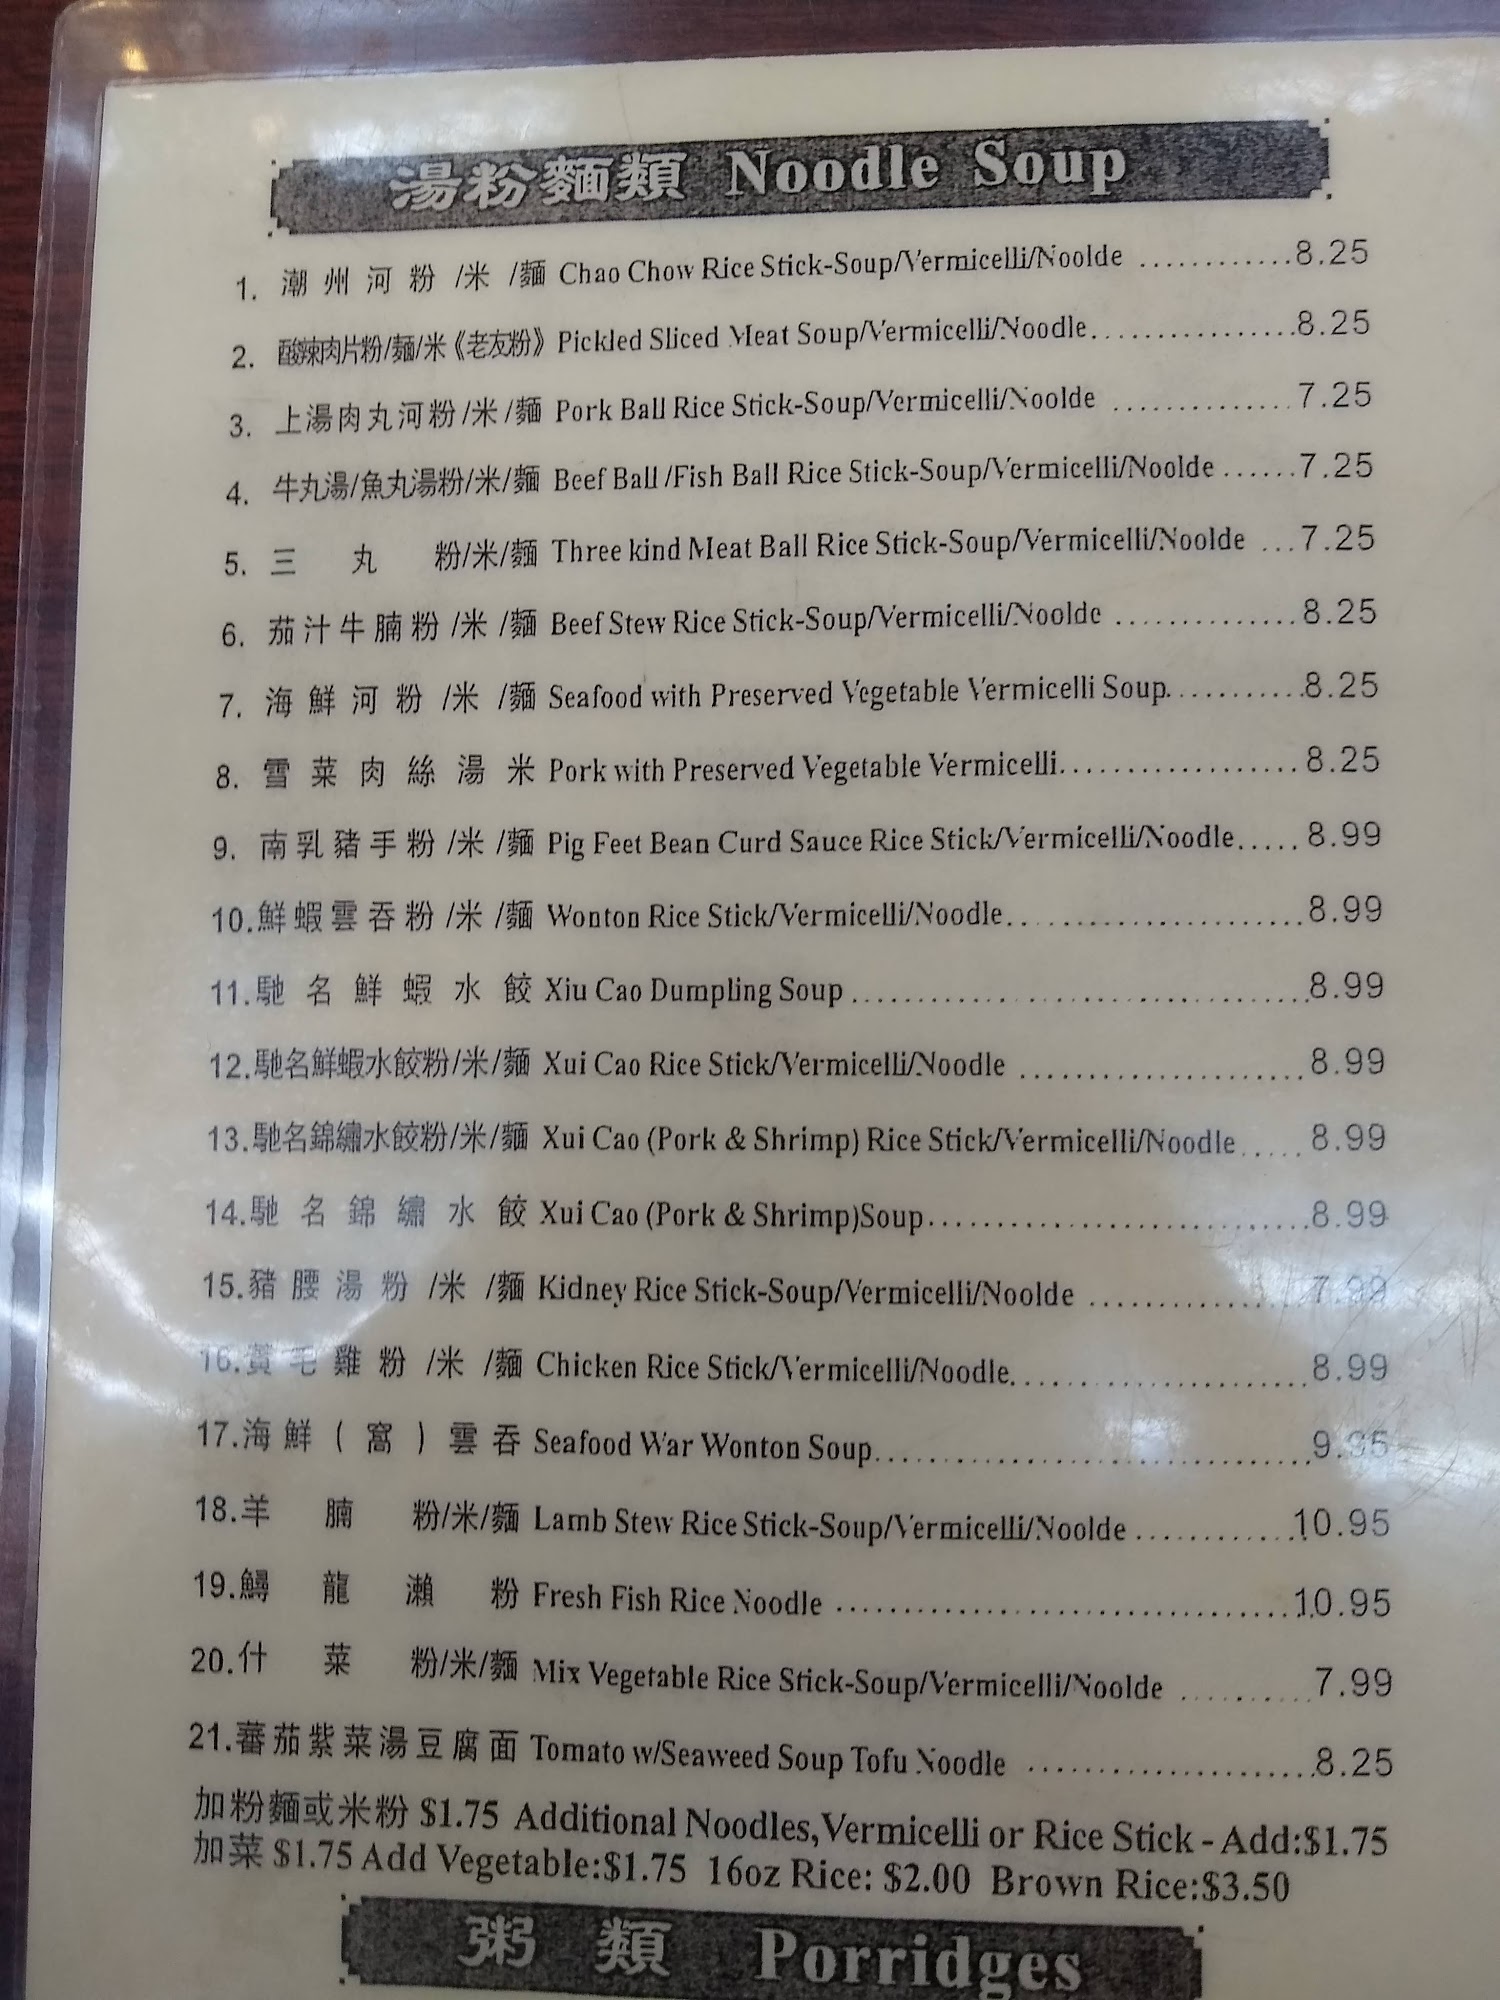 湯粉麵類 Noodle Soup
1. 潮州河粉/米/麵 Chao Chow Rice Stick-Soup/Vermicelli/Noolde ............8.25
2. 酸辣肉片粉/麵/米《老友粉》 Pickled Sliced Meat Soup/Vermicelli/Noodle...............8.25
3. 上湯肉丸河粉/米/麵 Pork Ball Rice Stick-Soup/Vermicelli/Noolde .............7.25
4. 牛丸湯/魚丸湯粉/米/麵 Beef Ball /Fish Ball Rice Stick-Soup/Vermicelli/Noolde ......7.25
5. 三丸粉/米/麵 Three kind Meat Ball Rice Stick-Soup/Vermicelli/Noolde ...7.25
6. 茄汁牛腩粉/米/麵 Beef Stew Rice Stick-Soup/Vermicelli/Noolde ..............8.25
7. 海鮮河粉/米/麵 Seafood with Preserved Vegetable Vermicelli Soup...........8.25
8. 雪菜肉絲湯米 Pork with Preserved Vegetable Vermicelli..................8.25
9. 南乳豬手粉/米/麵 Pig Feet Bean Curd Sauce Rice Stick/Vermicelli/Noodle.....8.99
10.鮮蝦雲吞粉/米/麵 Wonton Rice Stick/Vermicelli/Noodle......................8.99
11.馳名鮮蝦水餃 Xiu Cao Dumpling Soup ..................................8.99
12.馳名鮮蝦水餃粉/米/麵 Xui Cao Rice Stick/Vermicelli/Noodle .....................8.99
13.馳名錦繡水餃粉/米/麵 Xui Cao (Pork & Shrimp) Rice Stick/Vermicelli/Noodle.....8.99
14.馳名錦繡水餃 Xui Cao (Pork & Shrimp)Soup............................8.99
15.豬腰湯粉/米/麵 Kidney Rice Stick-Soup/Vermicelli/Noolde ................7.99
16.黃毛雞粉/米/麵 Chicken Rice Stick/Vermicelli/Noodle......................8.99
17.海鮮(窩)雲吞 Seafood War Wonton Soup................................9.95
18.羊腩粉/米/麵 Lamb Stew Rice Stick-Soup/Vermicelli/Noolde .............10.95
19.鱘龍瀨粉 Fresh Fish Rice Noodle ...................................10.95
20.什菜粉/米/麵 Mix Vegetable Rice Stick-Soup/Vermicelli/Noolde ..........7.99
21.蕃茄紫菜湯豆腐面 Tomato w/Seaweed Soup Tofu Noodle .....................8.25
加粉麵或米粉 $1.75 Additional Noodles,Vermicelli or Rice Stick - Add:$1.75
加菜 $1.75 Add Vegetable:$1.75 16oz Rice: $2.00 Brown Rice:$3.50
粥類 Porridges